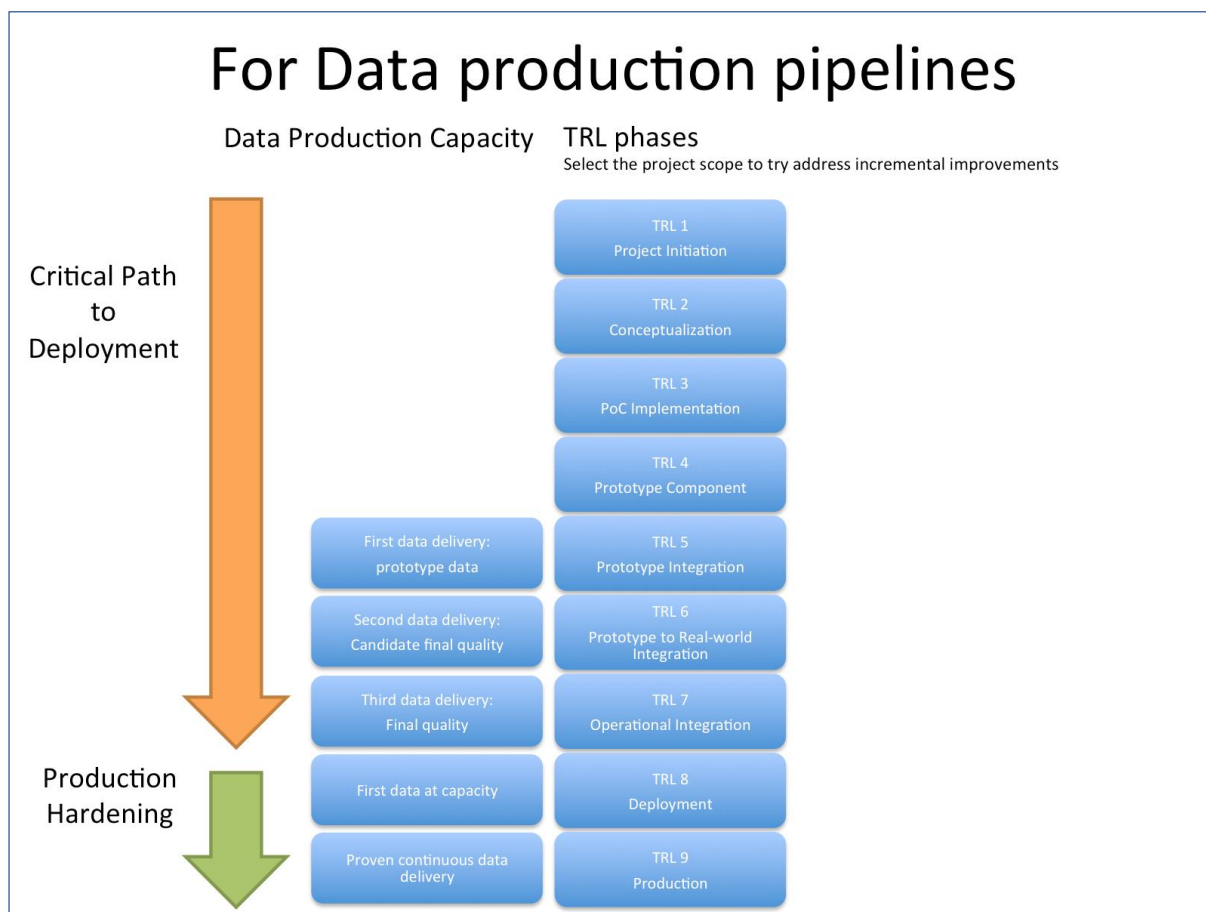 For Data production pipelines
Data Production Capacity
TRL phases
Select the project scope to try address incremental improvements
Critical Path
to
Deployment
Production
Hardening
TRL 1
Project Initiation
TRL 2
Conceptualization
TRL 3
PoC Implementation
TRL 4
Prototype Component
First data delivery:
prototype data
TRL 5
Prototype Integration
Second data delivery:
Candidate final quality
TRL 6
Prototype to Real-world
Integration
Third data delivery:
Final quality
TRL 7
Operational Integration
First data at capacity
TRL 8
Deployment
Proven continuous data
delivery
TRL 9
Production